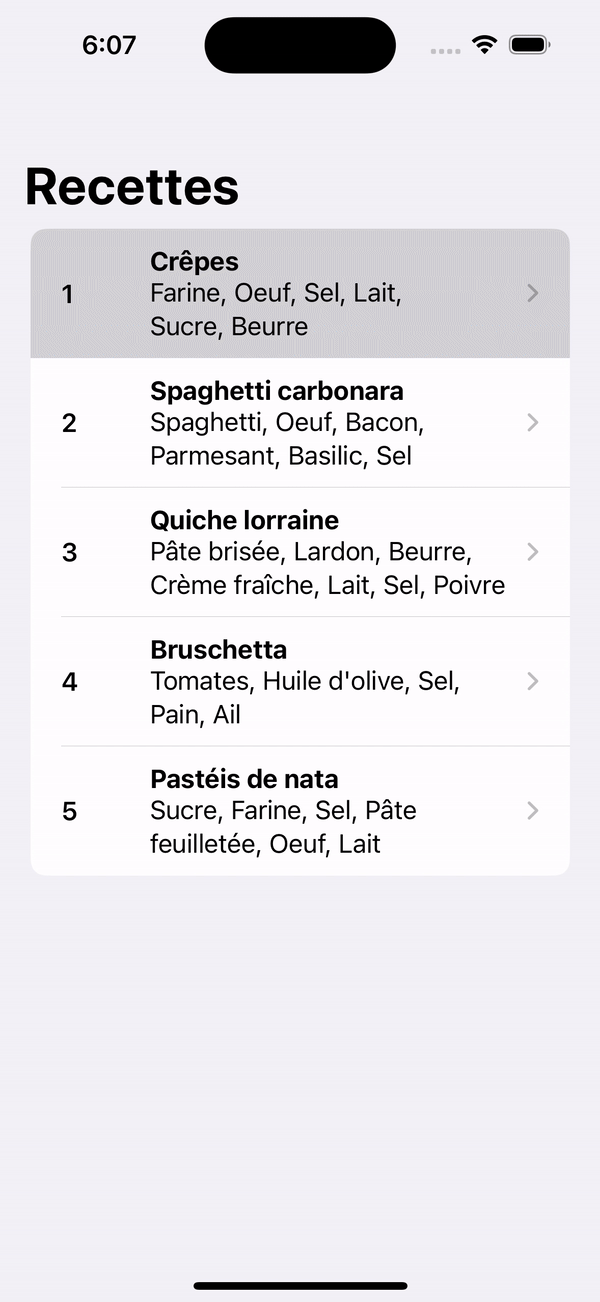 6:07
Recettes
1
Crêpes
Farine, Oeuf, Sel, Lait,
Sucre, Beurre
2
Spaghetti carbonara
Spaghetti, Oeuf, Bacon,
Parmesant, Basilic, Sel
3
Quiche lorraine
Pâte brisée, Lardon, Beurre,
Crème fraîche, Lait, Sel, Poivre
4
Bruschetta
Tomates, Huile d'olive, Sel,
Pain, Ail
5
Pastéis de nata
Sucre, Farine, Sel, Pâte
feuilletée, Oeuf, Lait